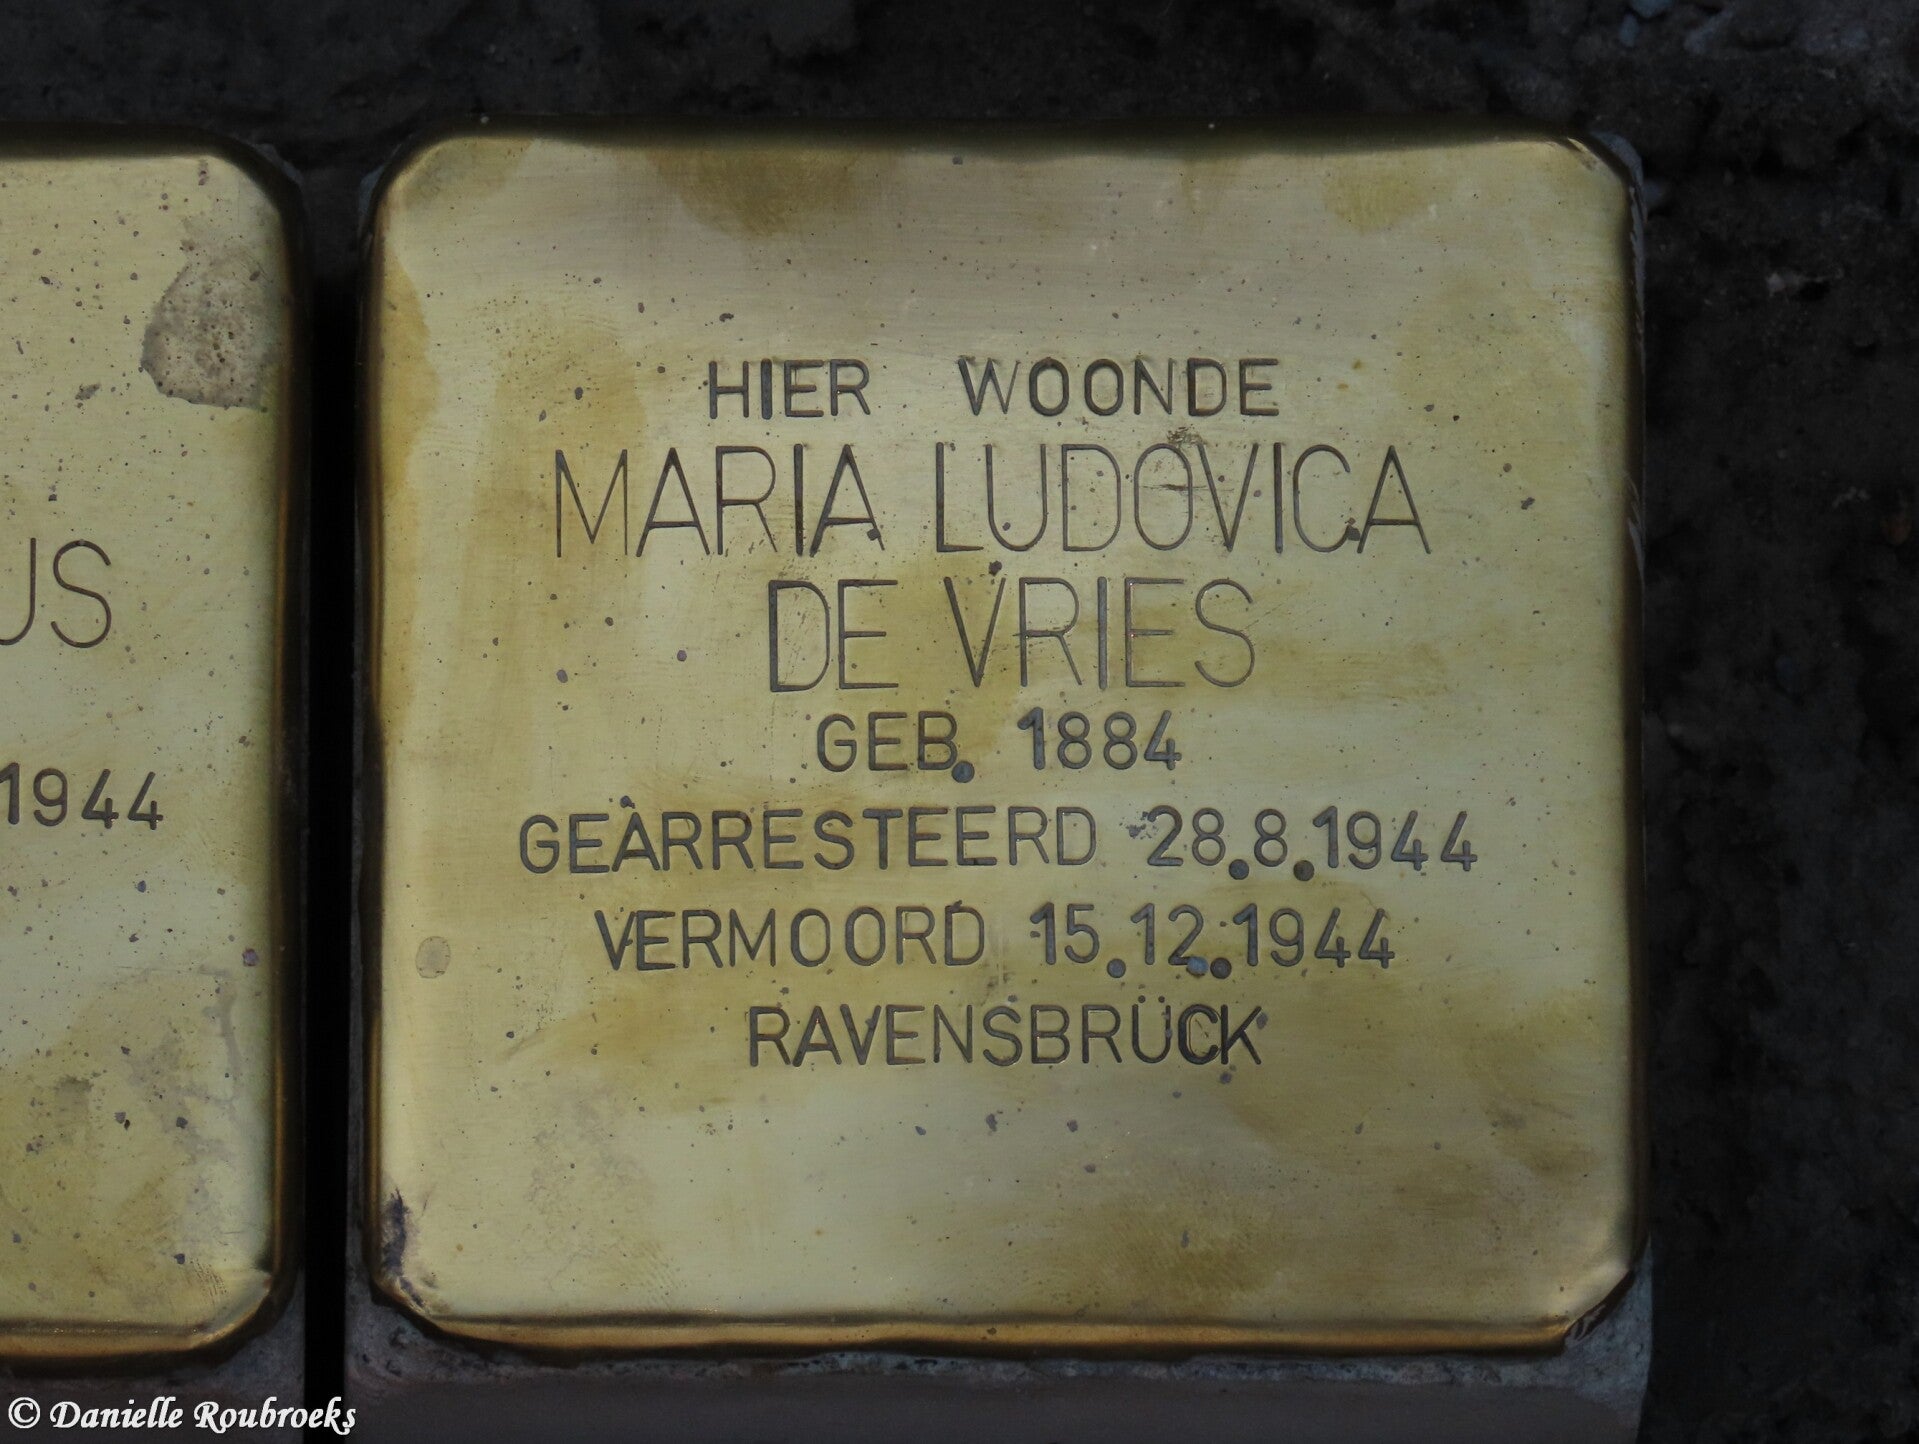 US
1944
HIER WOONDE
MARIA LUDOVICA
DE VRIES
GEB. 1884
GEARRESTEERD 28.8.1944
VERMOORD 15.12.1944
RAVENSBRÜCK
© Danielle Roubroeks